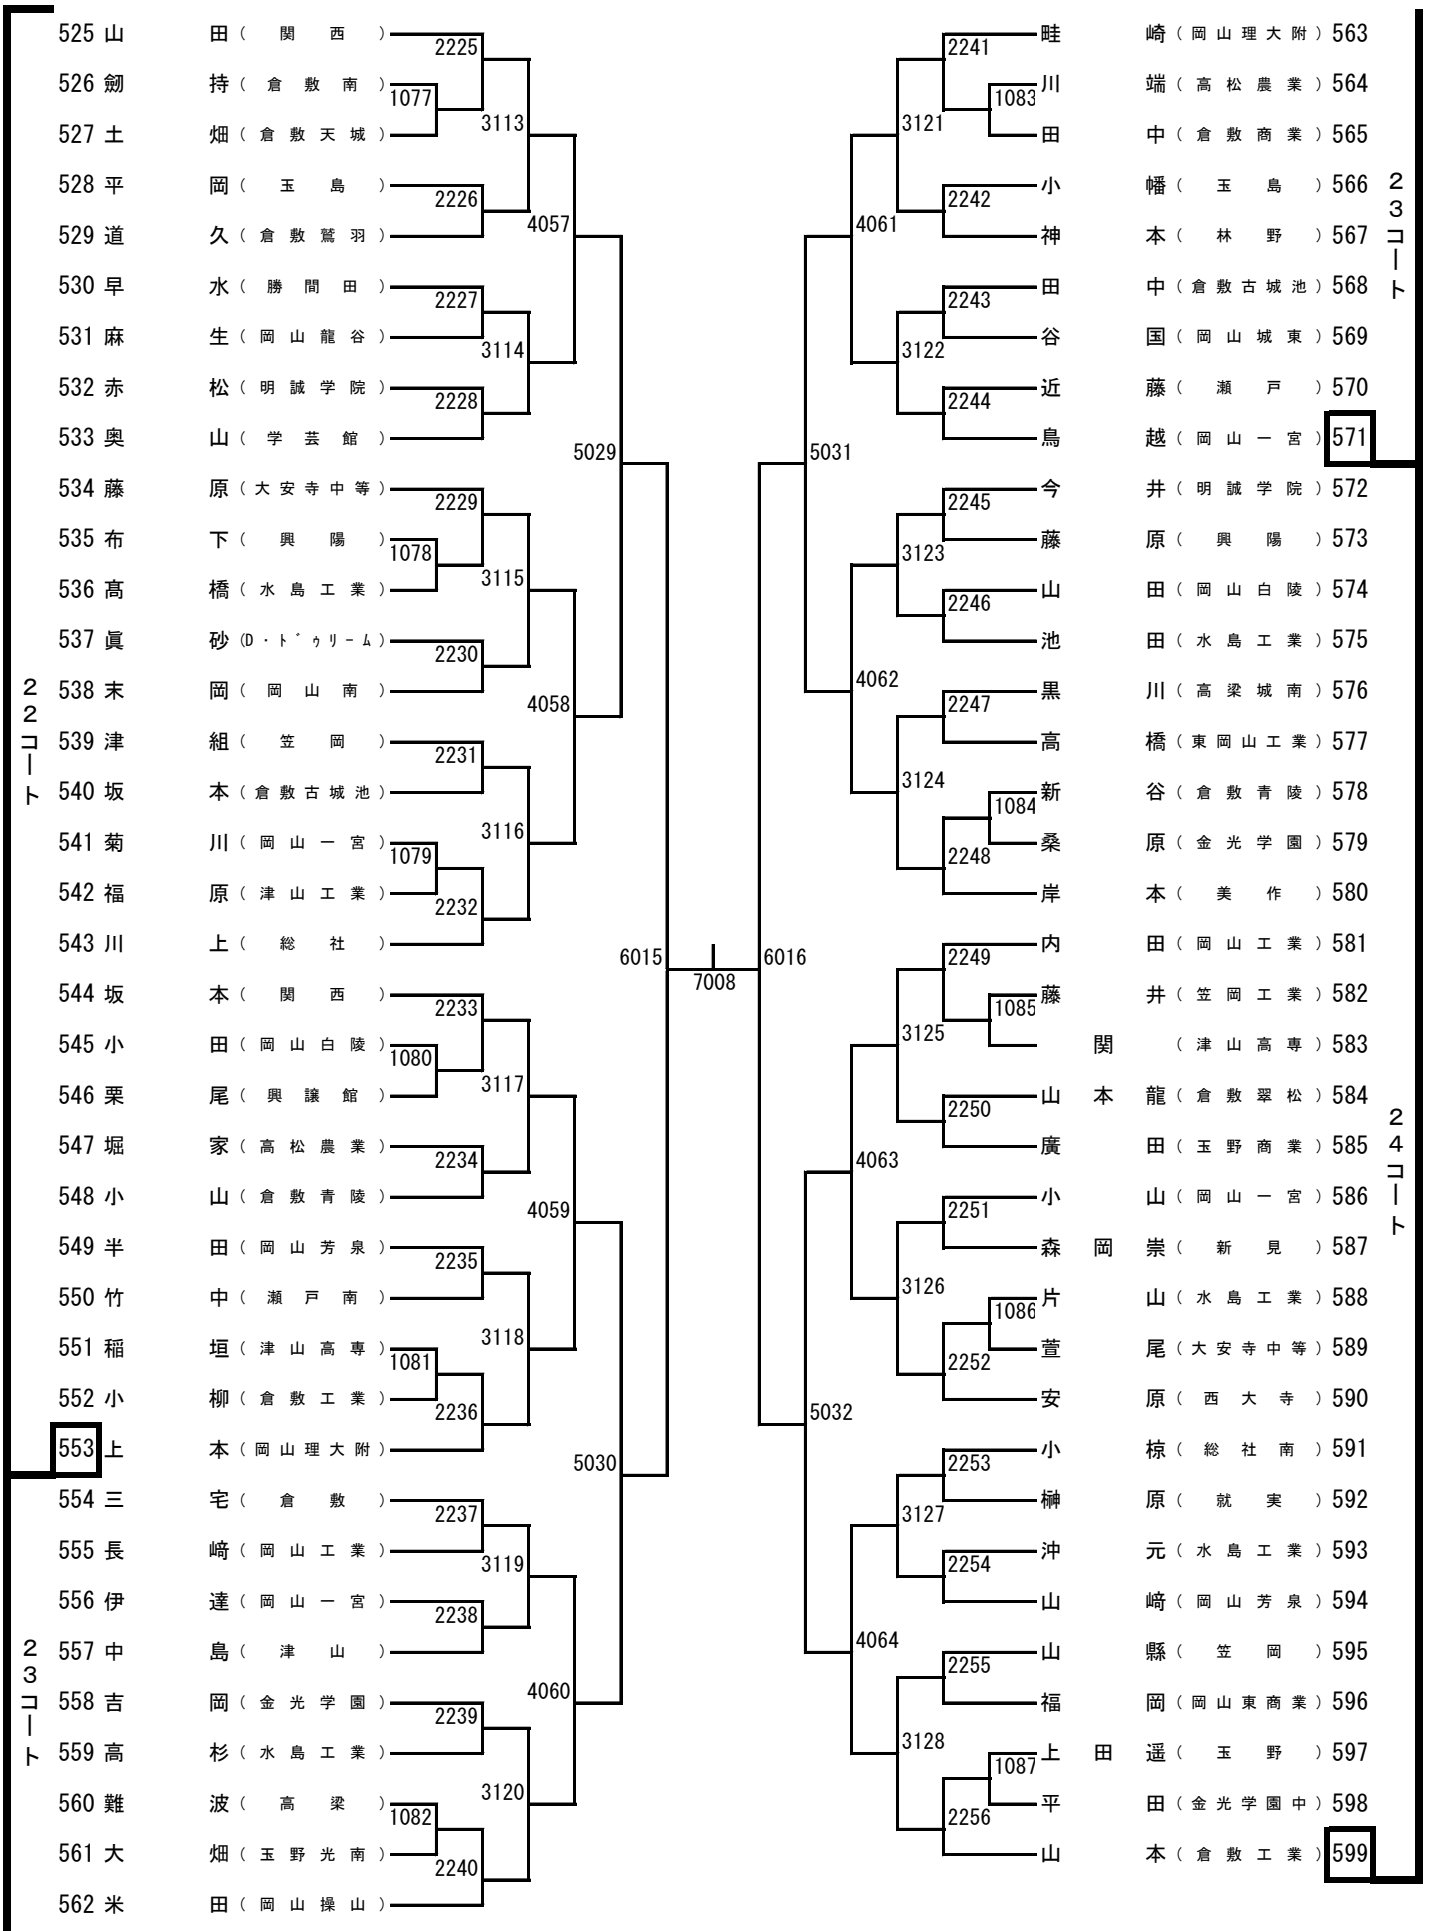 525 山田（関西）
526 劒持（倉敷南）
527 土畑（倉敷天城）
528 平岡（玉島）
529 道久（倉敷鷲羽）
530 早水（勝間田）
531 麻生（岡山龍谷）
532 赤松（明誠学院）
533 奥山（学芸館）
534 藤原（大安寺中等）
535 布下（興陽）
536 髙橋（水島工業）
537 眞砂（D・ﾄﾞｩﾘｰﾑ）
538 末岡（岡山南）
539 津組（笠岡）
540 坂本（倉敷古城池）
541 菊川（岡山一宮）
542 福原（津山工業）
543 川上（総社）
544 坂本（関西）
545 小田（岡山白陵）
546 栗尾（興譲館）
547 堀家（高松農業）
548 小山（倉敷青陵）
549 半田（岡山芳泉）
550 竹中（瀬戸南）
551 稲垣（津山高専）
552 小柳（倉敷工業）
553 上本（岡山理大附）
554 三宅（倉敷）
555 長﨑（岡山工業）
556 伊達（岡山一宮）
557 中島（津山）
558 吉岡（金光学園）
559 高杉（水島工業）
560 難波（高梁）
561 大畑（玉野光南）
562 米田（岡山操山）
22コート
23コート
1077
1078
1079
1080
1081
1082
2225
2226
2227
2228
2229
2230
2231
2232
2233
2234
2235
2236
2237
2238
2239
2240
3113
3114
3115
3116
3117
3118
3119
3120
4057
4058
4059
4060
5029
5030
6015
7008
6016
5031
5032
4061
4062
4063
4064
3121
3122
3123
3124
3125
3126
3127
3128
2241
2242
2243
2244
2245
2246
2247
2248
2249
2250
2251
2252
2253
2254
2255
2256
1083
1084
1085
1086
1087
畦崎（岡山理大附）563
川端（高松農業）564
田中（倉敷商業）565
小幡（玉島）566
神本（林野）567
田中（倉敷古城池）568
谷国（岡山城東）569
近藤（瀬戸）570
鳥越（岡山一宮）571
今井（明誠学院）572
藤原（興陽）573
山田（岡山白陵）574
池田（水島工業）575
黒川（高梁城南）576
高橋（東岡山工業）577
新谷（倉敷青陵）578
桑原（金光学園）579
岸本（美作）580
内田（岡山工業）581
藤井（笠岡工業）582
関（津山高専）583
山本龍（倉敷翠松）584
廣田（玉野商業）585
小山（岡山一宮）586
森岡崇（新見）587
片山（水島工業）588
萱尾（大安寺中等）589
安原（西大寺）590
小椋（総社南）591
榊原（就実）592
沖元（水島工業）593
山﨑（岡山芳泉）594
山縣（笠岡）595
福岡（岡山東商業）596
上田遥（玉野）597
平田（金光学園中）598
山本（倉敷工業）599
23コート
24コート